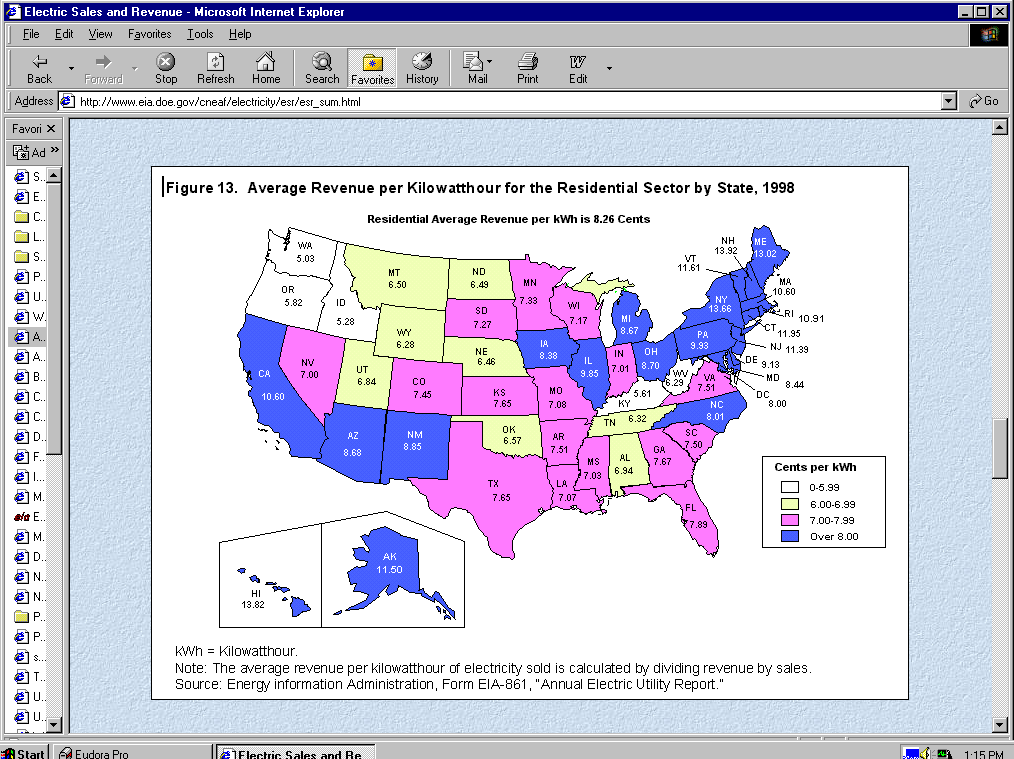 Electric Sales and Revenue - Microsoft Internet Explorer
File Edit View Favorites Tools Help
Back Forward Stop Refresh Home Search Favorites History Mail Print Edit
Address http://www.eia.doe.gov/cneaf/electricity/esr/esr_sum.html Go
Favori
Ad
S..
E..
C..
L..
S..
P..
U..
W..
A..
A..
B..
C..
C..
D..
F..
I...
M..
E..
M..
D..
N..
N..
P..
P..
s...
T..
U..
U..
Figure 13. Average Revenue per Kilowatthour for the Residential Sector by State, 1998
Residential Average Revenue per kWh is 8.26 Cents
WA
5.03
OR
5.82
ID
5.28
MT
6.50
ND
6.49
MN
7.33
SD
7.27
WI
7.17
MI
8.67
WY
6.28
NE
6.46
IA
8.38
IL
9.85
IN
7.01
OH
8.70
PA
9.93
NY
13.66
VT
11.61
NH
13.92
ME
13.02
MA
10.60
RI 10.91
CT
11.95
NJ 11.39
DE 9.13
MD
8.44
DC
8.00
CA
10.60
NV
7.00
UT
6.84
CO
7.45
KS
7.65
MO
7.08
5.61
KY
WV
6.29
VA
7.51
NC
8.01
TN 6.32
SC
7.50
AZ
8.68
NM
8.85
OK
6.57
AR
7.51
MS
7.03
AL
6.94
GA
7.67
TX
7.65
LA
7.07
FL
7.89
HI
13.82
AK
11.50
Cents per kWh
0-5.99
6.00-6.99
7.00-7.99
Over 8.00
kWh = Kilowatthour.
Note: The average revenue per kilowatthour of electricity sold is calculated by dividing revenue by sales.
Source: Energy information Administration, Form EIA-861, "Annual Electric Utility Report."
Start Eudora Pro Electric Sales and Re... 1:15 PM